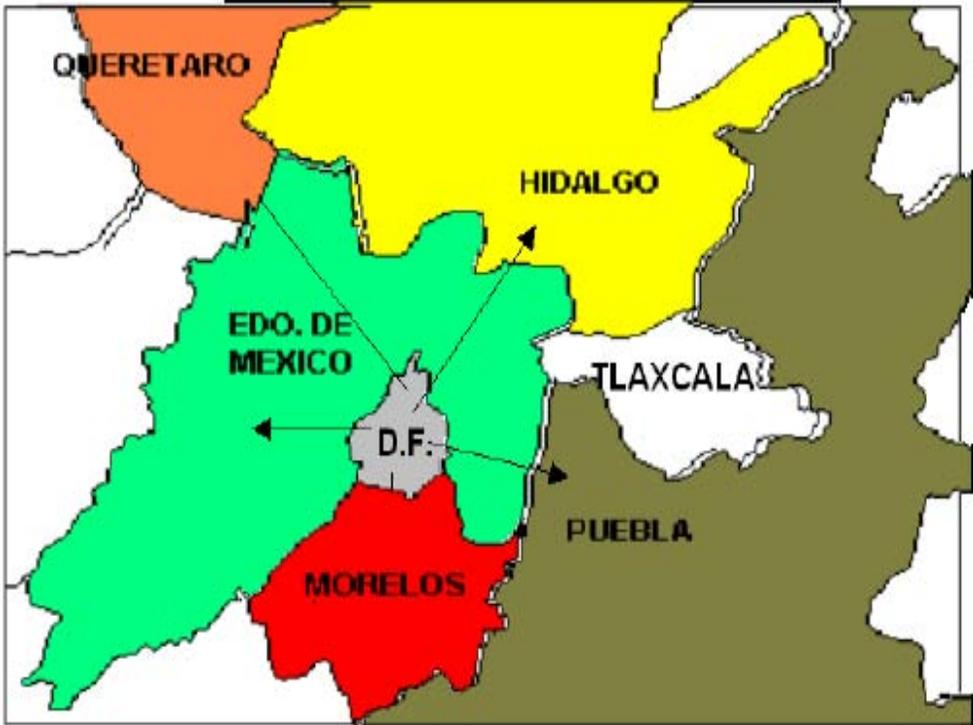 QUERETARO
HIDALGO
EDO. DE
MEXICO
TLAXCALA
D.F.
PUEBLA
MORELOS